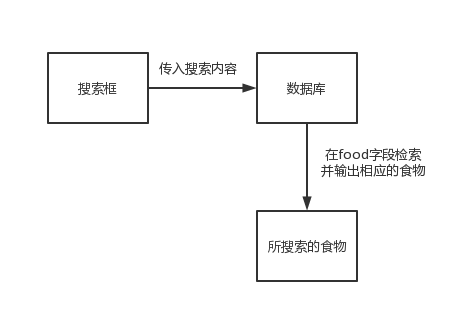 搜索框
传入搜索内容
数据库
在food字段检索
并输出相应的食物
所搜索的食物